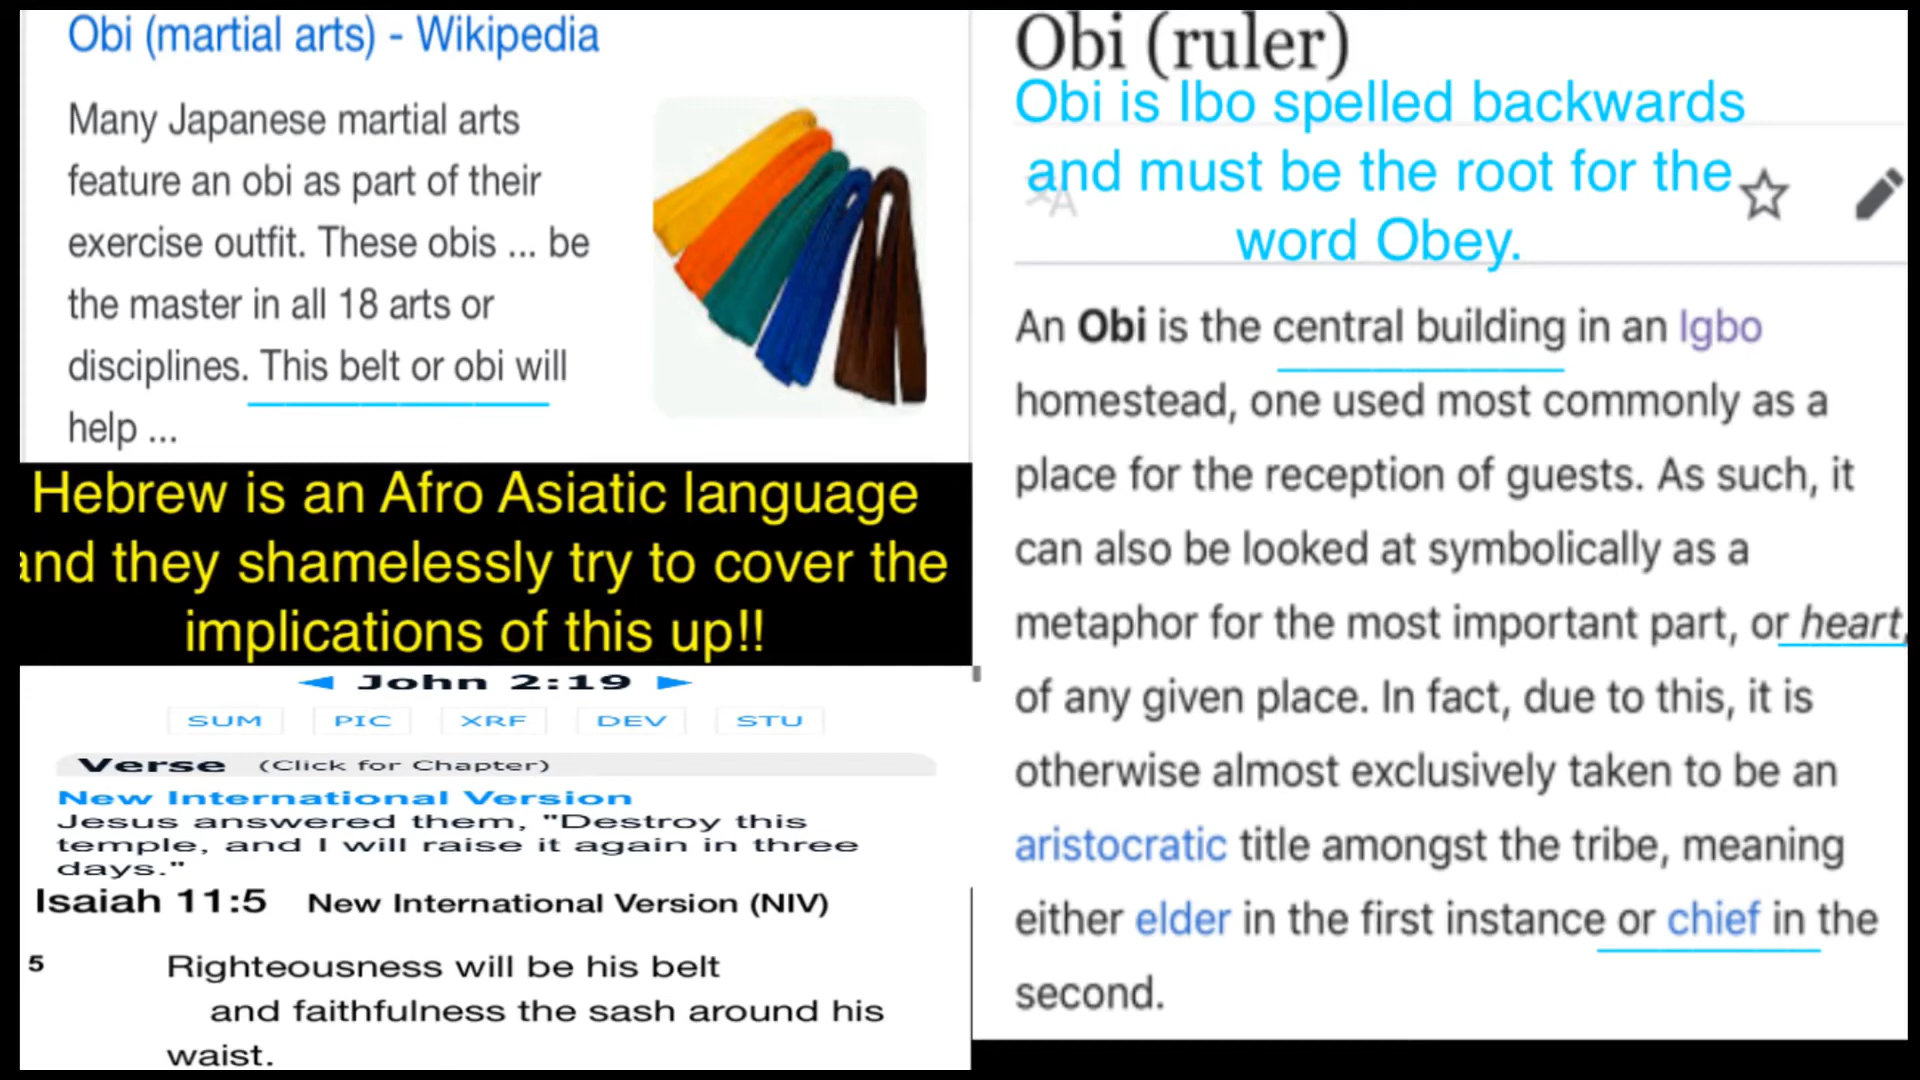 Obi (martial arts) - Wikipedia
Many Japanese martial arts
feature an obi as part of their
exercise outfit. These obis ... be
the master in all 18 arts or
disciplines. This belt or obi will
help ...
Hebrew is an Afro Asiatic language
and they shamelessly try to cover the
implications of this up!!
John 2:19
SUM PIC XRF DEV STU
Verse (Click for Chapter)
New International Version
Jesus answered them, "Destroy this
temple, and I will raise it again in three
days."
Isaiah 11:5 New International Version (NIV)
5 Righteousness will be his belt
and faithfulness the sash around his
waist.
Obi (ruler)
Obi is Ibo spelled backwards
and must be the root for the
word Obey.
An Obi is the central building in an Igbo
homestead, one used most commonly as a
place for the reception of guests. As such, it
can also be looked at symbolically as a
metaphor for the most important part, or heart,
of any given place. In fact, due to this, it is
otherwise almost exclusively taken to be an
aristocratic title amongst the tribe, meaning
either elder in the first instance or chief in the
second.